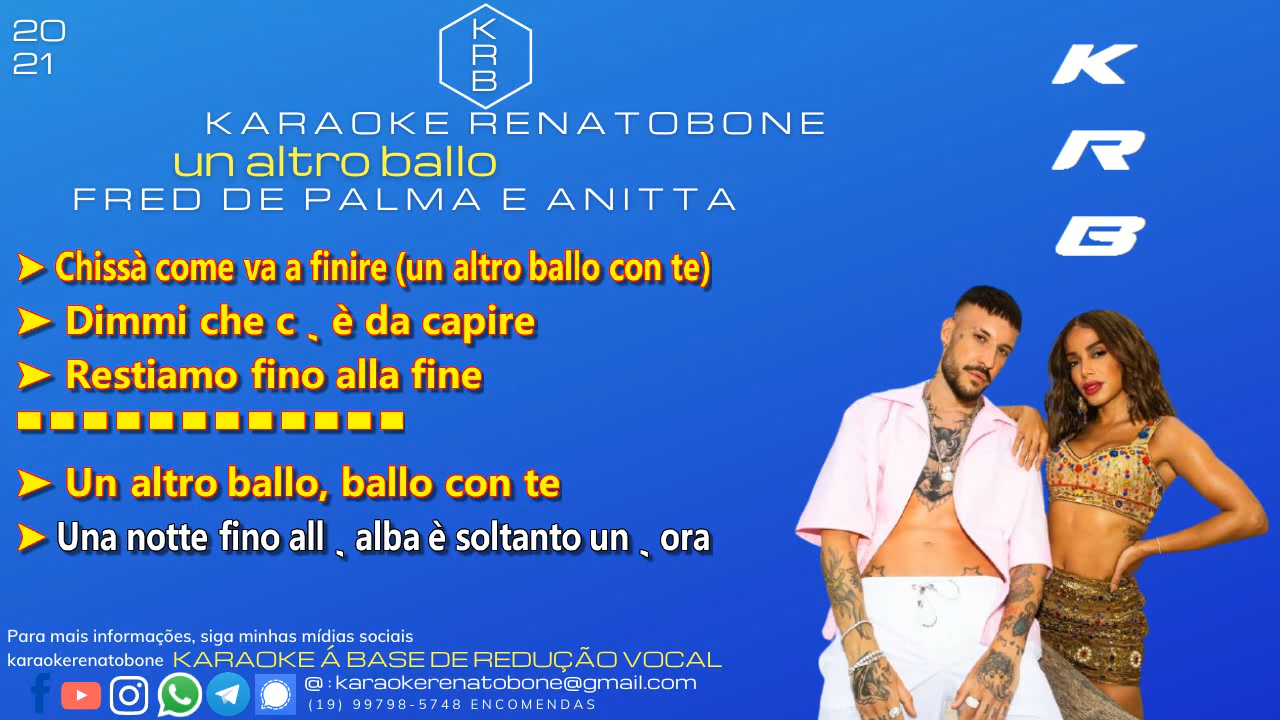 20
21
K
R
B
KARAOKE RENATOBONE
un altro ballo
FRED DE PALMA E ANITTA
K
R
B
➤ Chissà come va a finire (un altro ballo con te)
➤ Dimmi che c ˎ è da capire
➤ Restiamo fino alla fine
➤ Un altro ballo, ballo con te
➤ Una notte fino all ˎ alba è soltanto un ˎ ora
Para mais informações, siga minhas mídias sociais
karaokerenatobone KARAOKE Á BASE DE REDUÇÃO VOCAL
@:karaokerenatobone@gmail.com
(19) 99798-5748 ENCOMENDAS